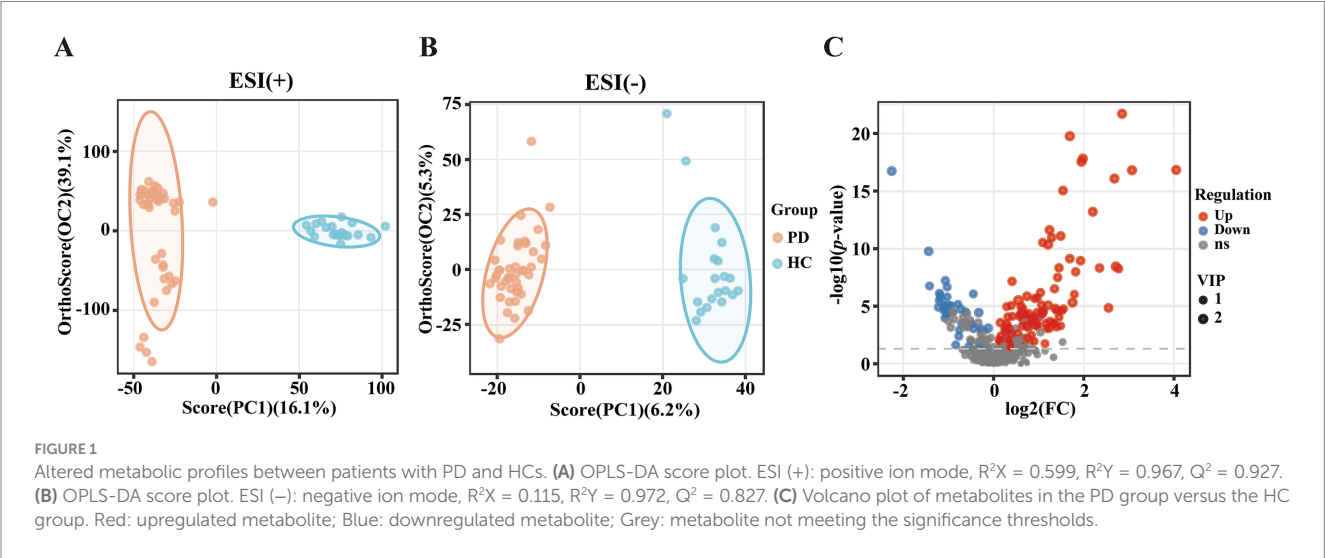 A
B
C
ESI(+)
OrthoScore(OC2)(39.1%)
100
0
-100
-50
0
50
100
Score(PC1)(16.1%)
ESI(-)
OrthoScore(OC2)(5.3%)
75
50
25
0
-25
-20
0
20
40
Score(PC1)(6.2%)
Group
PD
HC
-log10(p-value)
20
15
10
5
0
-2
0
2
4
log2(FC)
Regulation
Up
Down
ns
VIP
1
2
FIGURE 1
Altered metabolic profiles between patients with PD and HCs. (A) OPLS-DA score plot. ESI (+): positive ion mode, R²X = 0.599, R²Y = 0.967, Q² = 0.927.
(B) OPLS-DA score plot. ESI (−): negative ion mode, R²X = 0.115, R²Y = 0.972, Q² = 0.827. (C) Volcano plot of metabolites in the PD group versus the HC
group. Red: upregulated metabolite; Blue: downregulated metabolite; Grey: metabolite not meeting the significance thresholds.